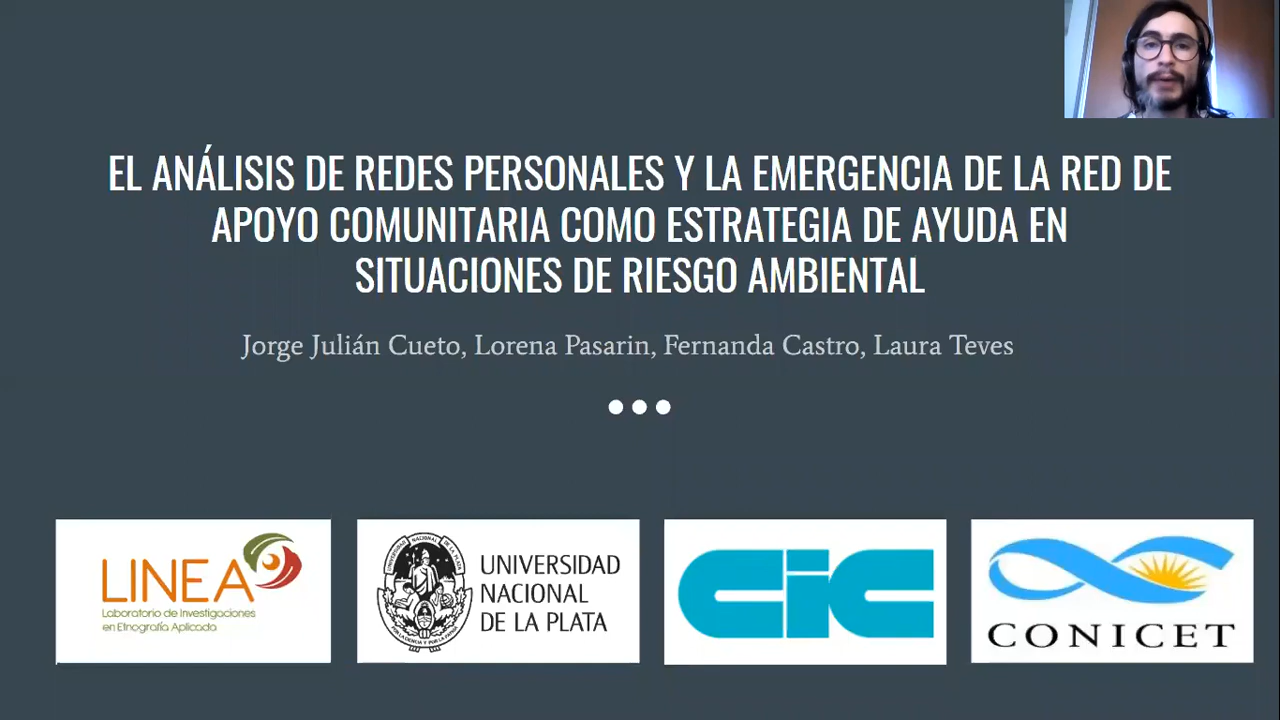 EL ANÁLISIS DE REDES PERSONALES Y LA EMERGENCIA DE LA RED DE
APOYO COMUNITARIA COMO ESTRATEGIA DE AYUDA EN
SITUACIONES DE RIESGO AMBIENTAL
Jorge Julián Cueto, Lorena Pasarin, Fernanda Castro, Laura Teves
LINEA
Laboratorio de Investigaciones
en Etnografía Aplicada
UNIVERSIDAD
NACIONAL
DE LA PLATA
CIC
CONICET